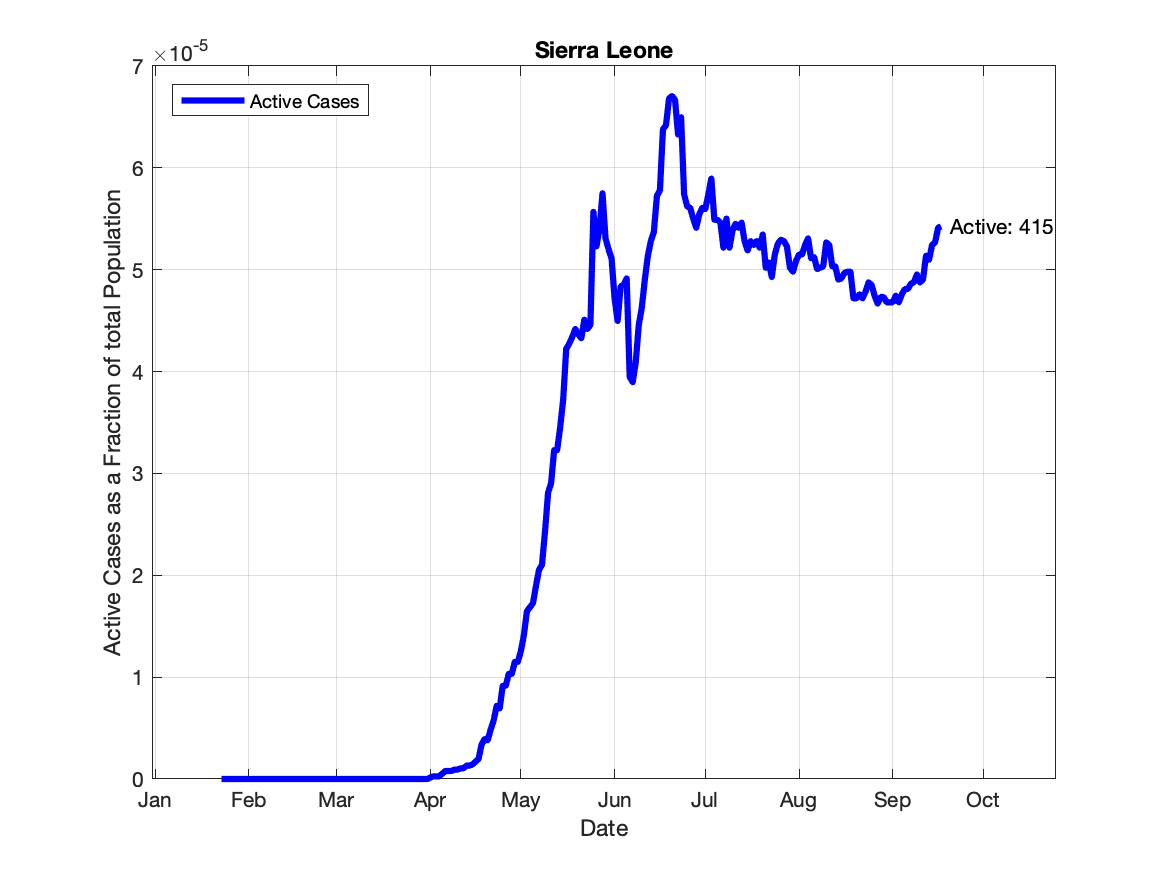 Sierra Leone
×10-5
Active Cases
7
6
5
4
3
2
1
0
Active Cases as a Fraction of total Population
Active: 415
Jan Feb Mar Apr May Jun Jul Aug Sep Oct
Date